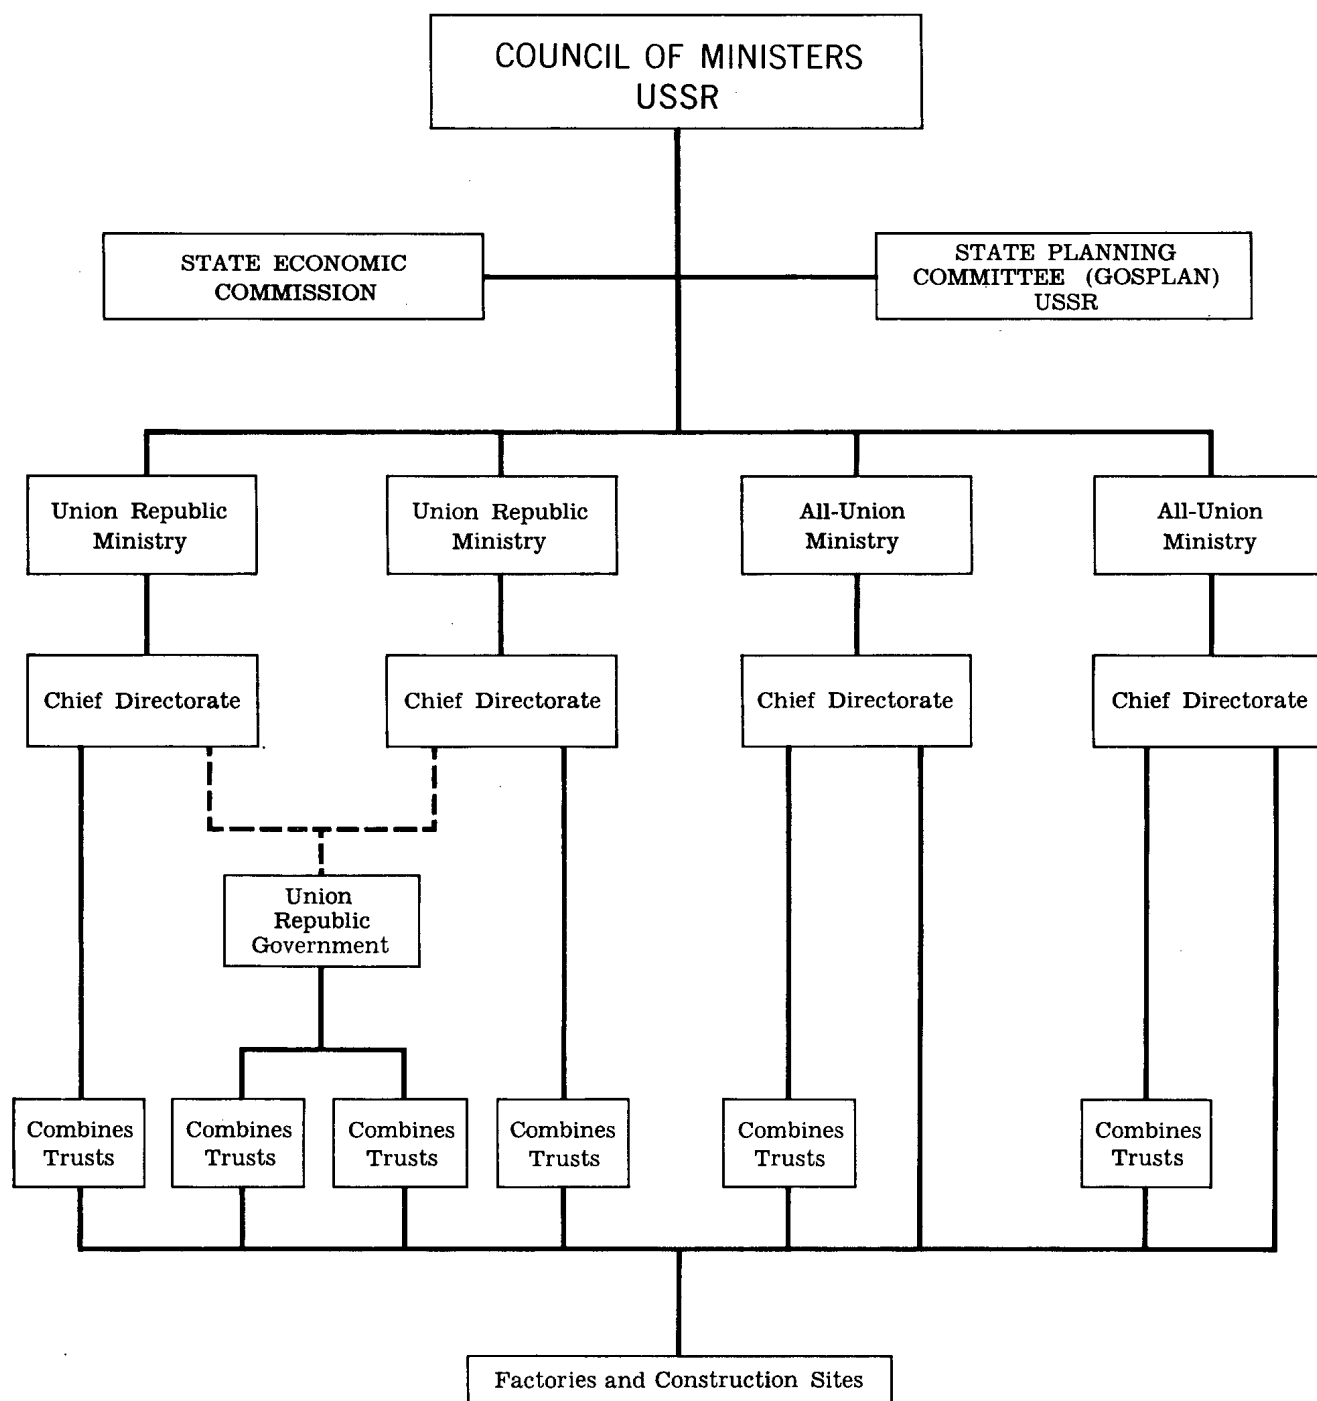 COUNCIL OF MINISTERS
USSR
STATE ECONOMIC
COMMISSION
STATE PLANNING
COMMITTEE (GOSPLAN)
USSR
Union Republic
Ministry
Union Republic
Ministry
All-Union
Ministry
All-Union
Ministry
Chief Directorate
Chief Directorate
Chief Directorate
Chief Directorate
Union
Republic
Government
Combines
Trusts
Combines
Trusts
Combines
Trusts
Combines
Trusts
Combines
Trusts
Combines
Trusts
Factories and Construction Sites